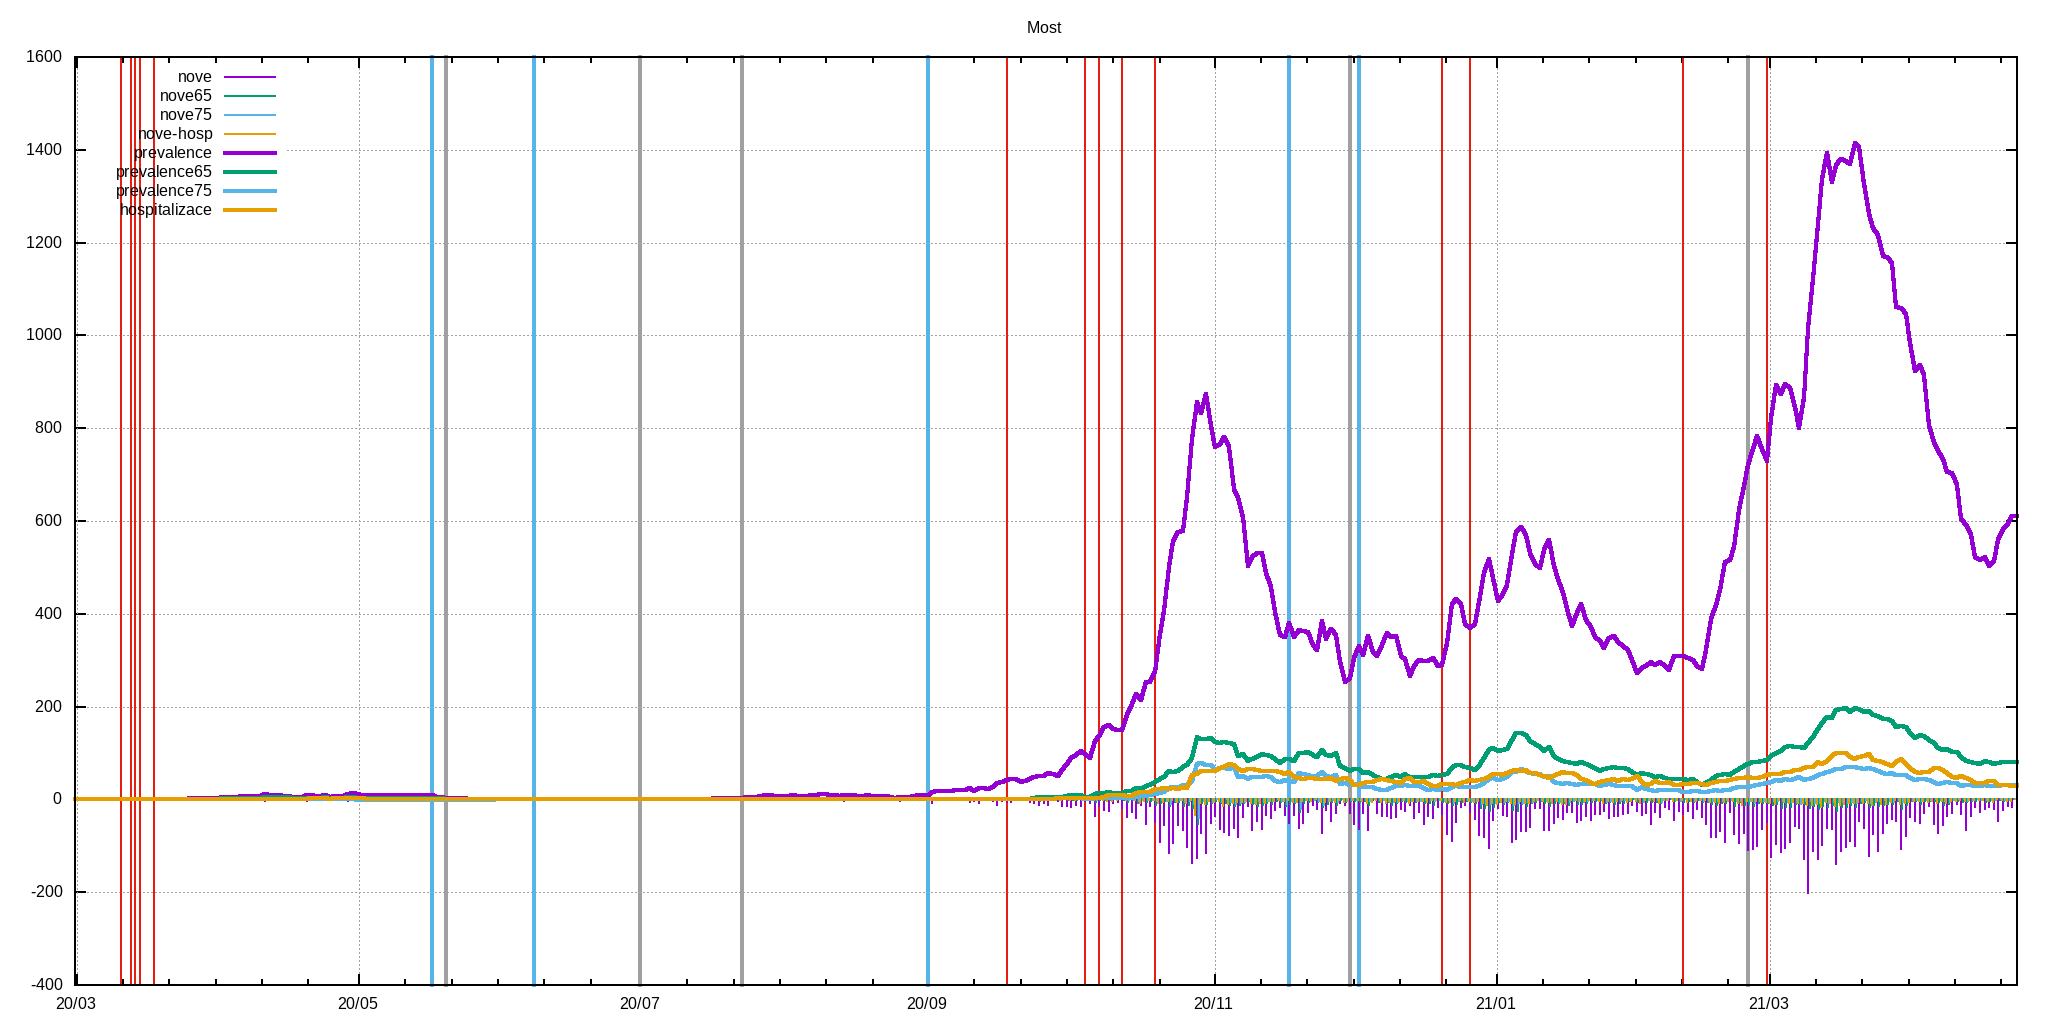 Most
1600
1400
1200
1000
800
600
400
200
0
-200
-400
nove
nove65
nove75
nove-hosp
prevalence
prevalence65
prevalence75
hospitalizace
20/03 20/05 20/07 20/09 20/11 21/01 21/03